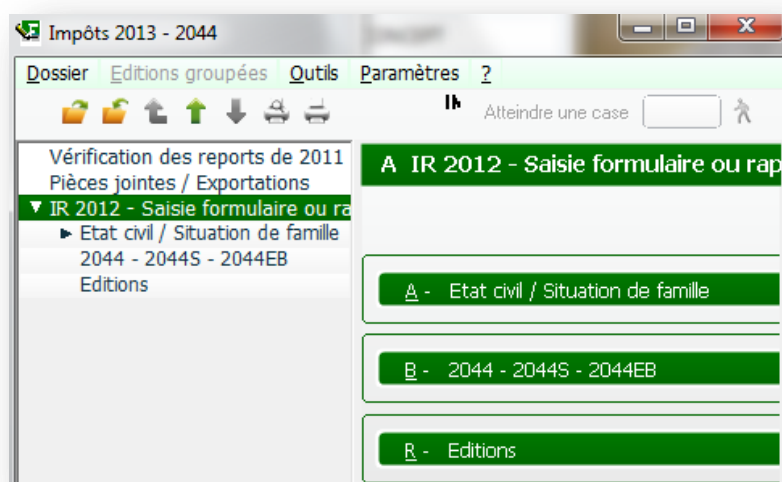 Impôts 2013 - 2044
Dossier Editions groupées Outils Paramètres ?
Atteindre une case
Vérification des reports de 2011
Pièces jointes / Exportations
IR 2012 - Saisie formulaire ou ra
Etat civil / Situation de famille
2044 - 2044S - 2044EB
Editions
A IR 2012 - Saisie formulaire ou rap
A - Etat civil / Situation de famille
B - 2044 - 2044S - 2044EB
R - Editions